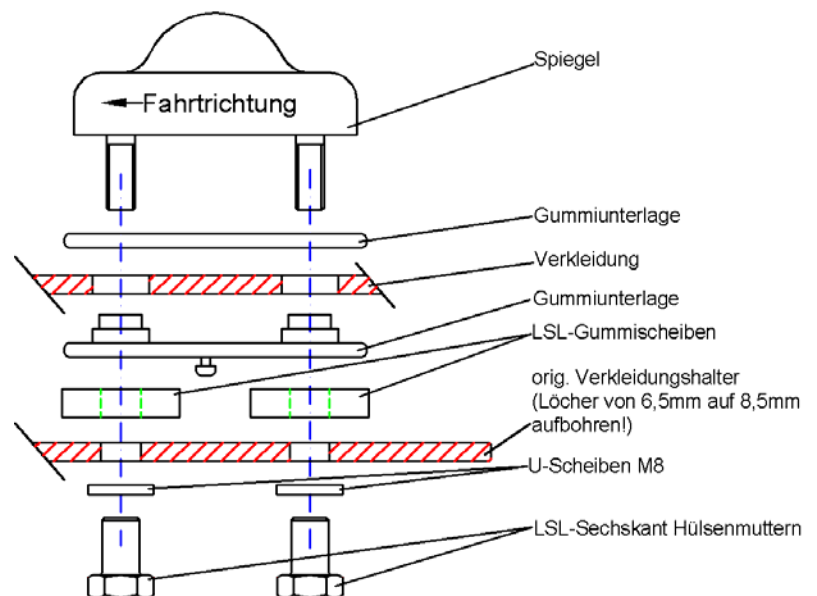 Spiegel
Fahrtrichtung
Gummiunterlage
Verkleidung
Gummiunterlage
LSL-Gummischeiben
orig. Verkleidungshalter
(Löcher von 6,5mm auf 8,5mm
aufbohren!)
U-Scheiben M8
LSL-Sechskant Hülsenmuttern